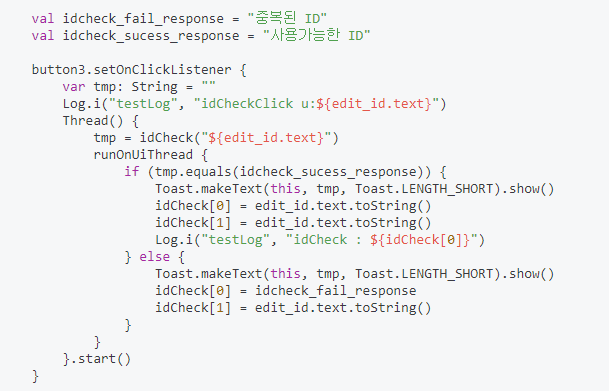 val idcheck_fail_response = "중복된 ID"
val idcheck_sucess_response = "사용가능한 ID"

button3.setOnClickListener {
    var tmp: String = ""
    Log.i("testLog", "idCheckClick u:${edit_id.text}")
    Thread() {
        tmp = idCheck("${edit_id.text}")
        runOnUiThread {
            if (tmp.equals(idcheck_sucess_response)) {
                Toast.makeText(this, tmp, Toast.LENGTH_SHORT).show()
                idCheck[0] = edit_id.text.toString()
                idCheck[1] = edit_id.text.toString()
                Log.i("testLog", "idCheck : ${idCheck[0]}")
            } else {
                Toast.makeText(this, tmp, Toast.LENGTH_SHORT).show()
                idCheck[0] = idcheck_fail_response
                idCheck[1] = edit_id.text.toString()
            }
        }
    }.start()
}